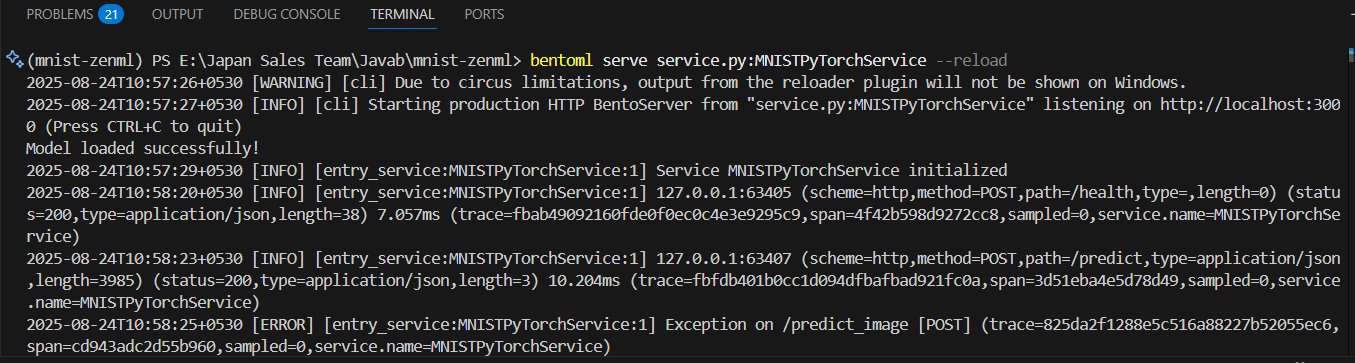 PROBLEMS 21 OUTPUT DEBUG CONSOLE TERMINAL PORTS
(mnist-zenml) PS E:\Japan Sales Team\Javab\mnist-zenml> bentoml serve service.py:MNISTPyTorchService --reload
2025-08-24T10:57:26+0530 [WARNING] [cli] Due to circus limitations, output from the reloader plugin will not be shown on Windows.
2025-08-24T10:57:27+0530 [INFO] [cli] Starting production HTTP BentoServer from "service.py:MNISTPyTorchService" listening on http://localhost:300
0 (Press CTRL+C to quit)
Model loaded successfully!
2025-08-24T10:57:29+0530 [INFO] [entry_service:MNISTPyTorchService:1] Service MNISTPyTorchService initialized
2025-08-24T10:58:20+0530 [INFO] [entry_service:MNISTPyTorchService:1] 127.0.0.1:63405 (scheme=http,method=POST,path=/health,type=,length=0) (statu
s=200,type=application/json,length=38) 7.057ms (trace=fbab49092160fde0f0ec0c4e3e9295c9,span=4f42b598d9272cc8,sampled=0,service.name=MNISTPyTorchSe
rvice)
2025-08-24T10:58:23+0530 [INFO] [entry_service:MNISTPyTorchService:1] 127.0.0.1:63407 (scheme=http,method=POST,path=/predict,type=application/json
,length=3985) (status=200,type=application/json,length=3) 10.204ms (trace=fbfdb401b0cc1d094dfbafbad921fc0a,span=3d51eba4e5d78d49,sampled=0,service
.name=MNISTPyTorchService)
2025-08-24T10:58:25+0530 [ERROR] [entry_service:MNISTPyTorchService:1] Exception on /predict_image [POST] (trace=825da2f1288e5c516a88227b52055ec6,
span=cd943adc2d55b960,sampled=0,service.name=MNISTPyTorchService)